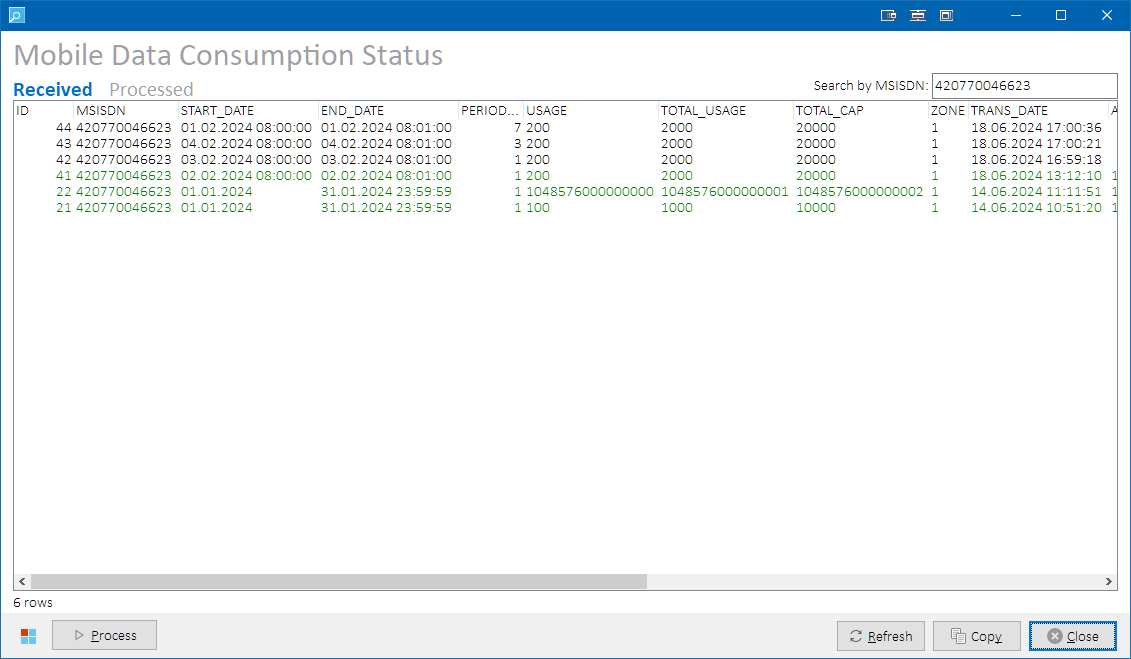 Mobile Data Consumption Status
Received Processed
Search by MSISDN: 420770046623
ID MSISDN START_DATE END_DATE PERIOD... USAGE TOTAL_USAGE TOTAL_CAP ZONE TRANS_DATE A
44 420770046623 01.02.2024 08:00:00 01.02.2024 08:01:00 7 200 2000 20000 1 18.06.2024 17:00:36
43 420770046623 04.02.2024 08:00:00 04.02.2024 08:01:00 3 200 2000 20000 1 18.06.2024 17:00:21
42 420770046623 03.02.2024 08:00:00 03.02.2024 08:01:00 1 200 2000 20000 1 18.06.2024 16:59:18
41 420770046623 02.02.2024 08:00:00 02.02.2024 08:01:00 1 200 2000 20000 1 18.06.2024 13:12:10 1
22 420770046623 01.01.2024 31.01.2024 23:59:59 1 1048576000000000 1048576000000001 1048576000000002 1 14.06.2024 11:11:51 1
21 420770046623 01.01.2024 31.01.2024 23:59:59 1 100 1000 10000 1 14.06.2024 10:51:20 1
6 rows
Process Refresh Copy Close